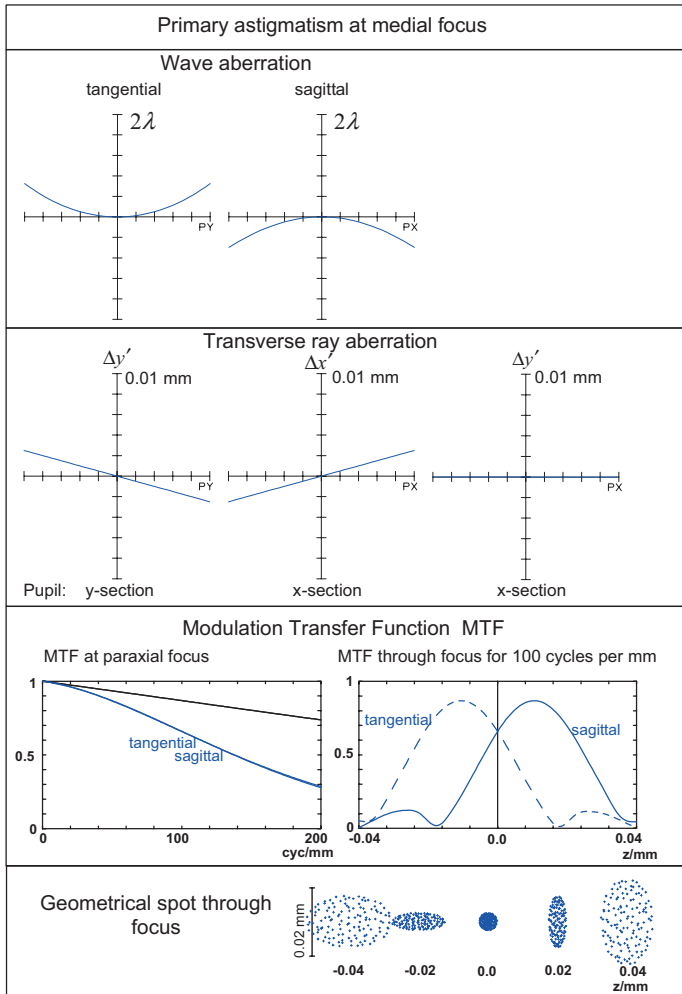 Primary astigmatism at medial focus
Wave aberration
tangential sagittal
2λ 2λ
PY PX
Transverse ray aberration
Δy′ Δx′ Δy′
0.01 mm 0.01 mm 0.01 mm
PY PX PX
Pupil: y-section x-section x-section
Modulation Transfer Function MTF
MTF at paraxial focus MTF through focus for 100 cycles per mm
1 1
tangential sagittal
0.5 0.5
tangential
sagittal
0 0
0 100 200 -0.04 0.0 0.04
cyc/mm z/mm
Geometrical spot through
focus
0.02 mm
-0.04 -0.02 0.0 0.02 0.04
z/mm